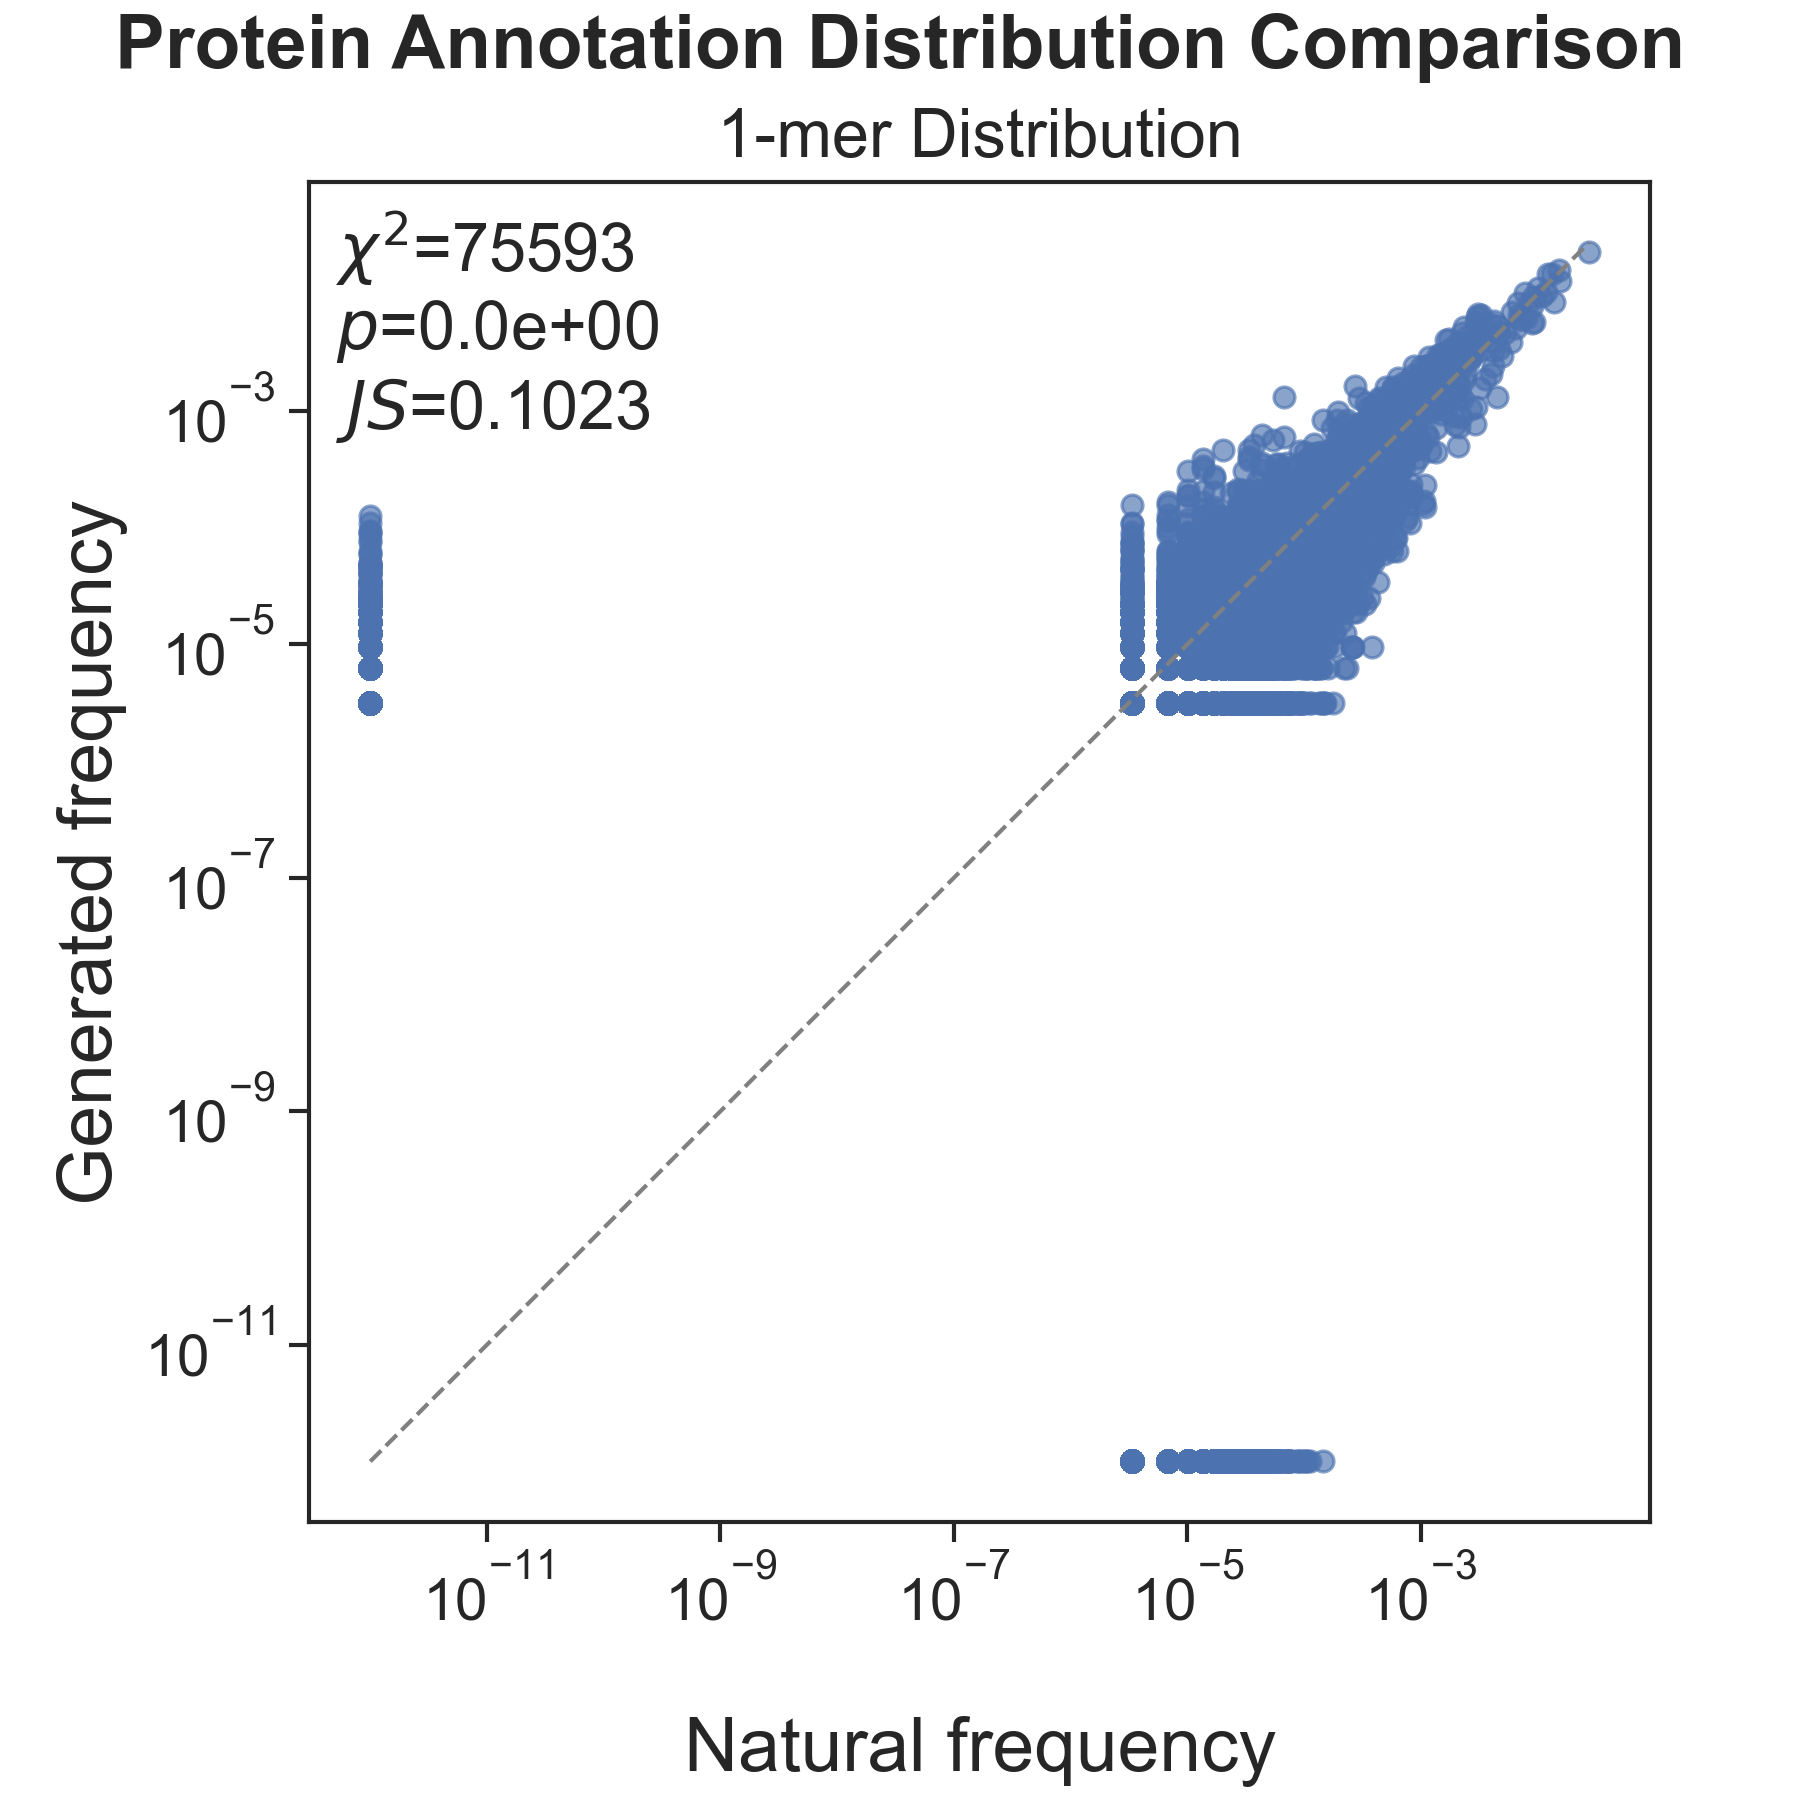 Protein Annotation Distribution Comparison
1-mer Distribution
χ²=75593
p=0.0e+00
JS=0.1023
Generated frequency
10⁻³
10⁻⁵
10⁻⁷
10⁻⁹
10⁻¹¹
10⁻¹¹ 10⁻⁹ 10⁻⁷ 10⁻⁵ 10⁻³
Natural frequency